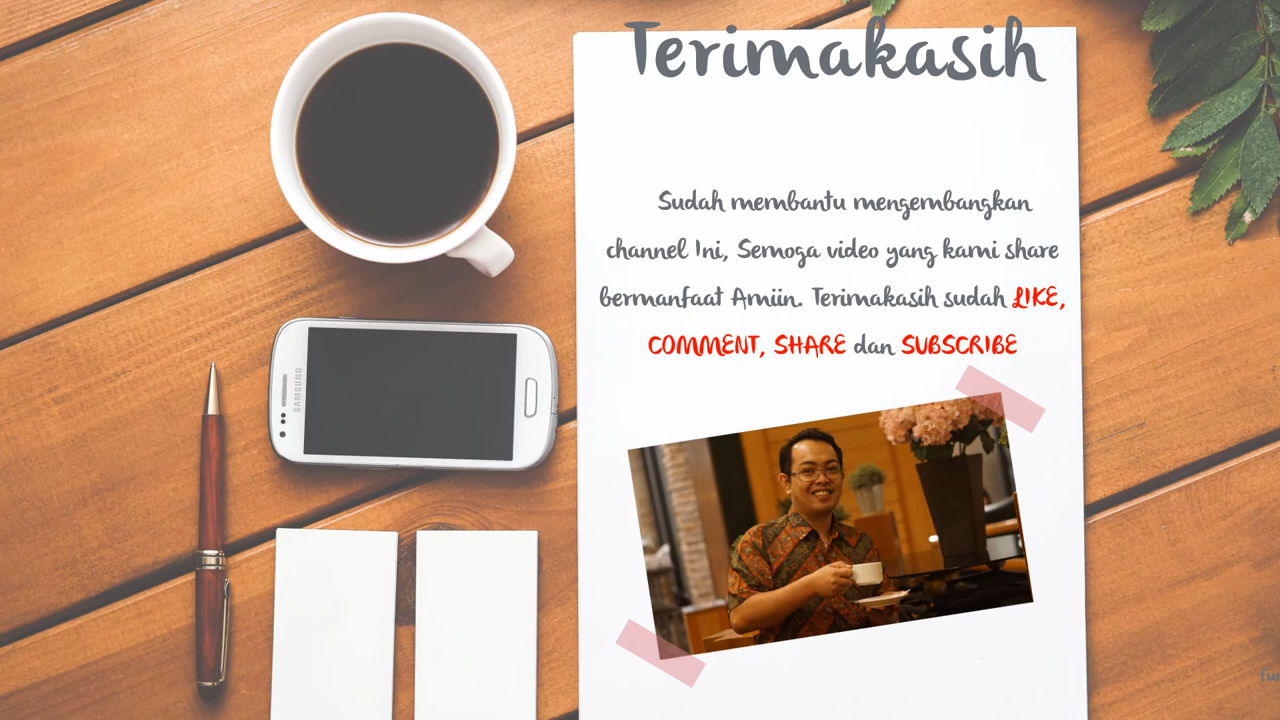 Terimakasih
Sudah membantu mengembangkan
channel Ini, Semoga video yang kami share
bermanfaat Amiin. Terimakasih sudah LIKE,
COMMENT, SHARE dan SUBSCRIBE
SAMSUNG